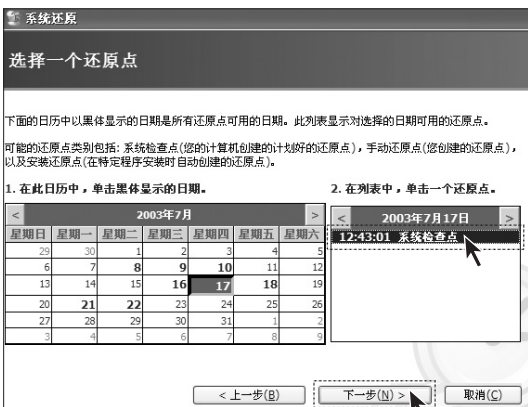 系统还原
选择一个还原点
下面的日历中以黑体显示的日期是所有还原点可用的日期。此列表显示对选择的日期可用的还原点。
可能的还原点类别包括: 系统检查点(您的计算机创建的计划好的还原点)，手动还原点(您创建的还原点)，
以及安装还原点(在特定程序安装时自动创建的还原点)。
1. 在此日历中，单击黑体显示的日期。
2. 在列表中，单击一个还原点。
< 2003年7月 >
星期日 星期一 星期二 星期三 星期四 星期五 星期六
29 30 1 2 3 4 5
6 7 8 9 10 11 12
13 14 15 16 17 18 19
20 21 22 23 24 25 26
27 28 29 30 31 1 2
3 4 5 6 7 8 9
< 2003年7月17日 >
12:43:01 系统检查点
< 上一步(B)
下一步(N) >
取消(C)